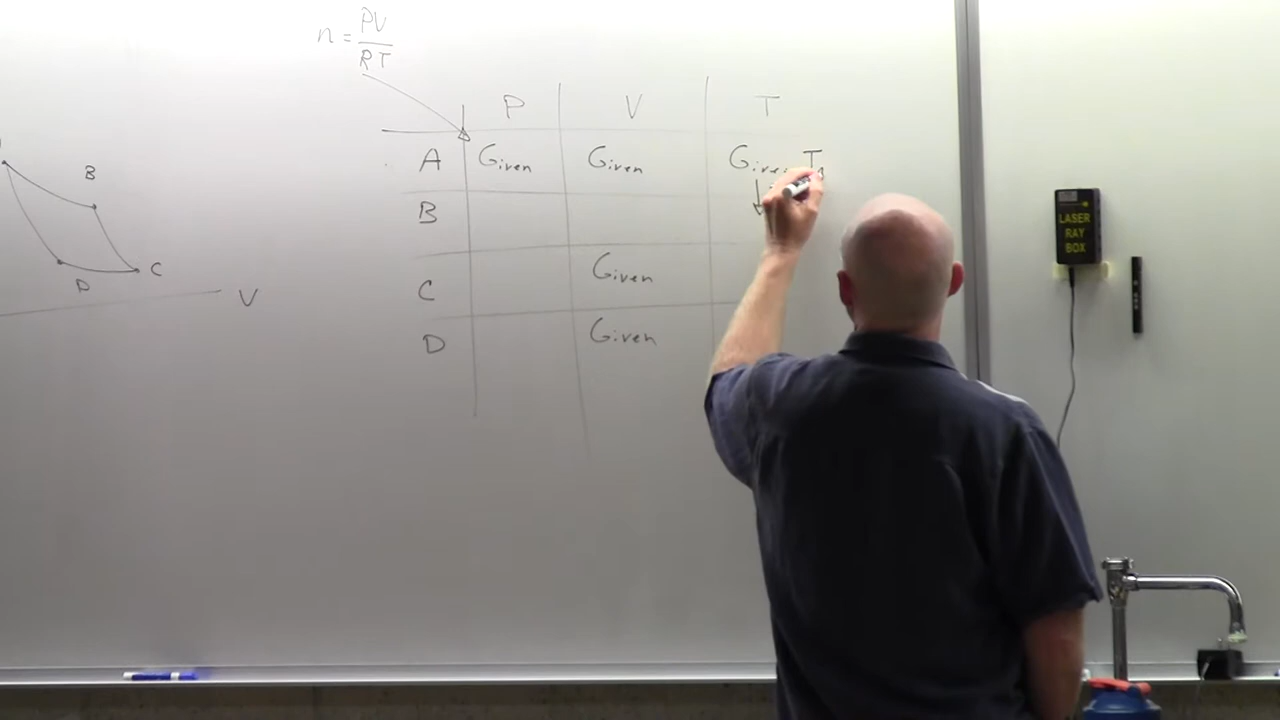 n = PV
RT
P V T
A Given Given Given T
B
C Given
D Given
B
C
D
V
LASER
RAY
BOX